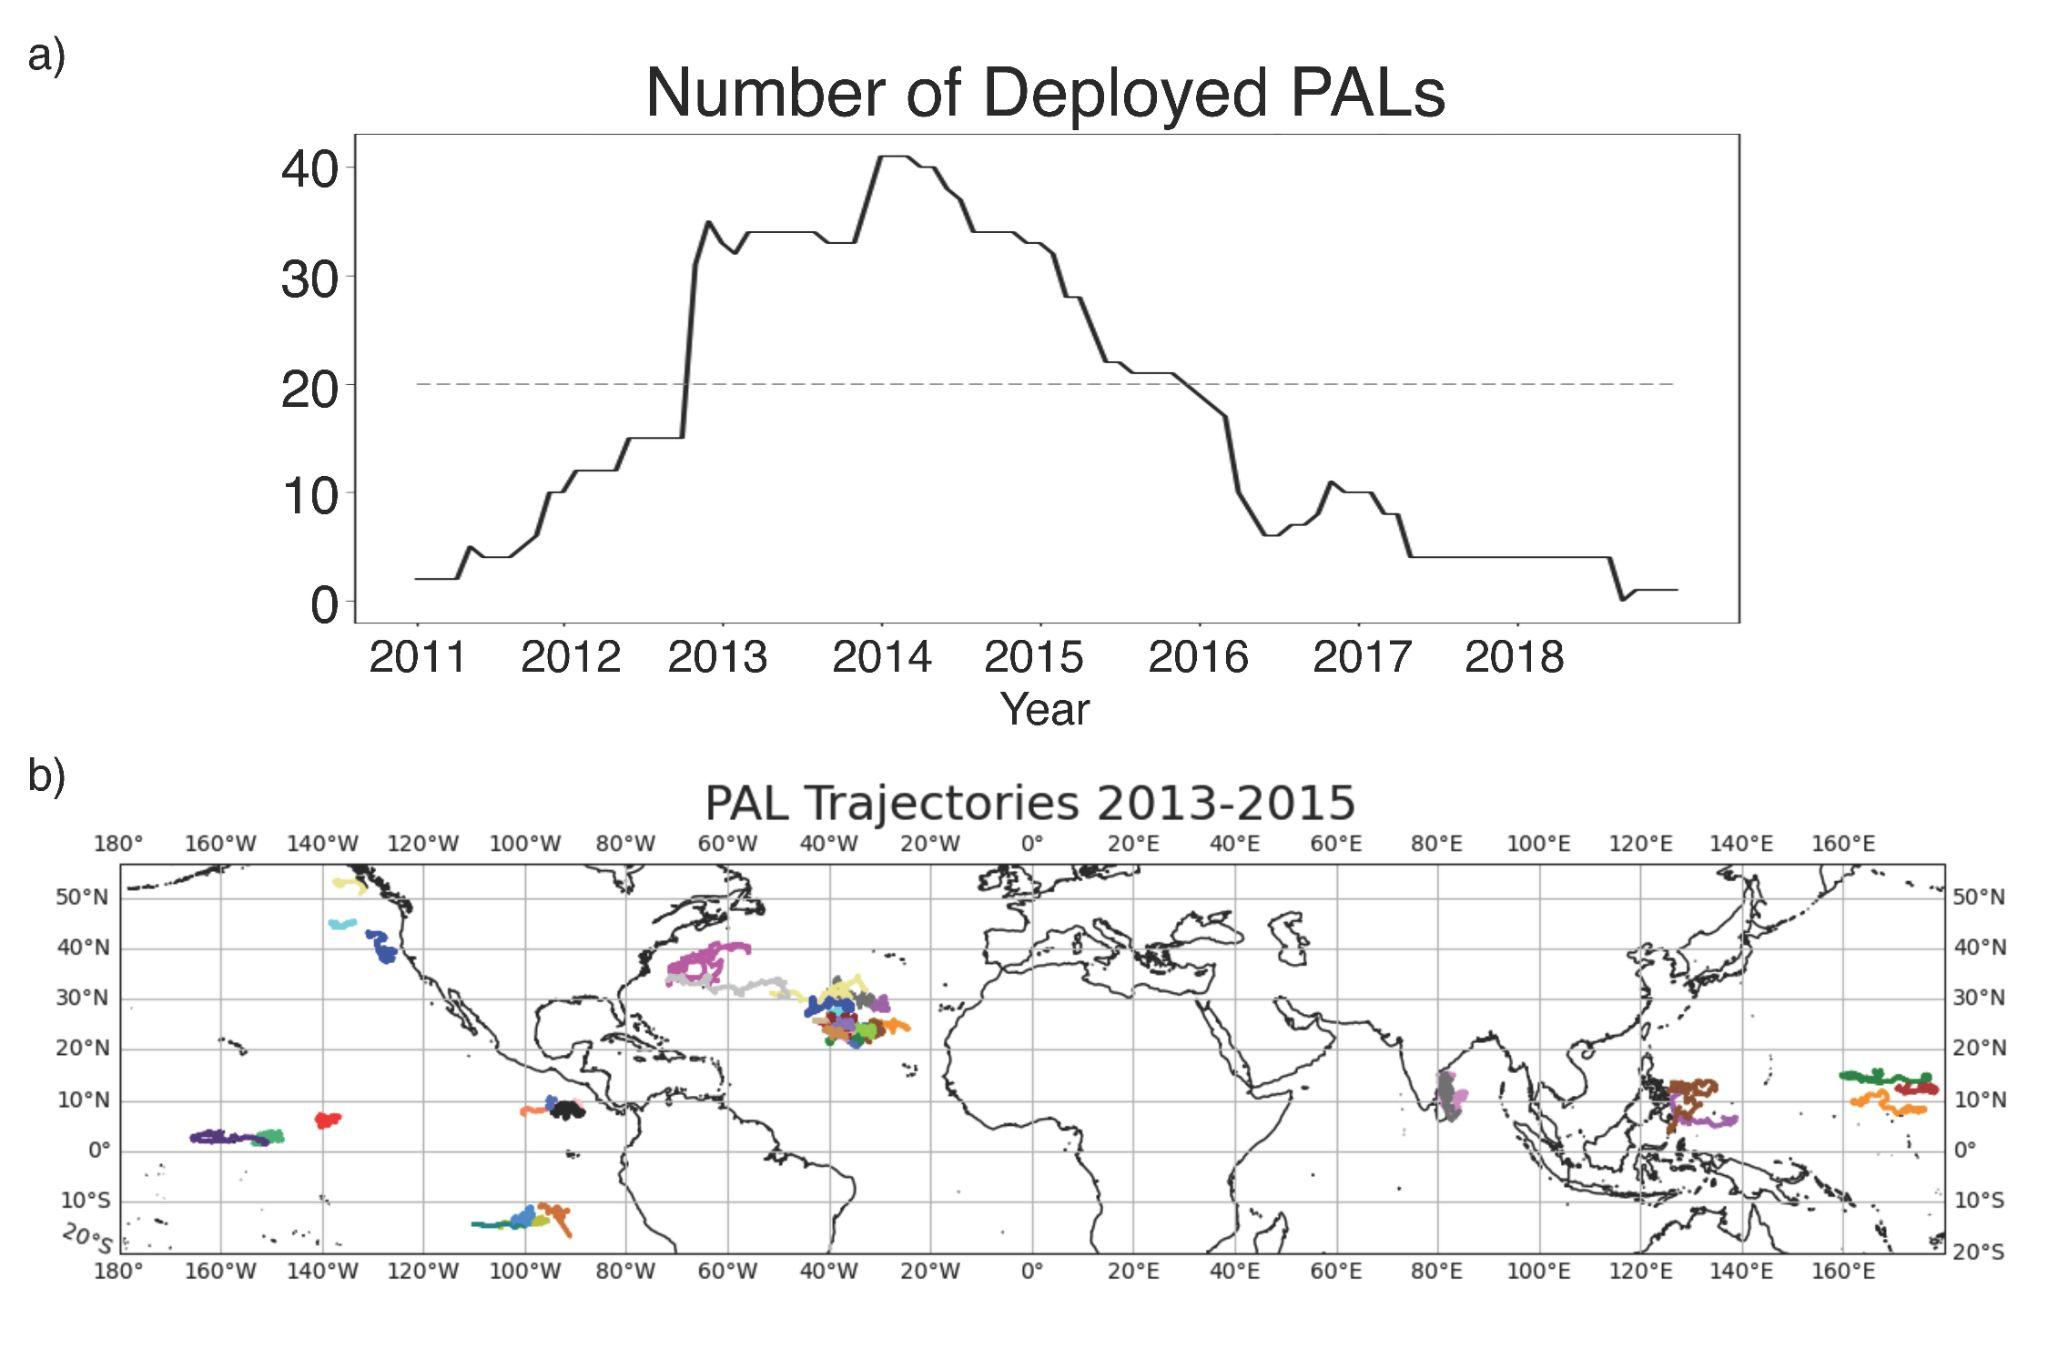 a)
Number of Deployed PALs
40
30
20
10
0
2011 2012 2013 2014 2015 2016 2017 2018
Year
b)
PAL Trajectories 2013-2015
180° 160°W 140°W 120°W 100°W 80°W 60°W 40°W 20°W 0° 20°E 40°E 60°E 80°E 100°E 120°E 140°E 160°E
50°N 50°N
40°N 40°N
30°N 30°N
20°N 20°N
10°N 10°N
0° 0°
10°S 10°S
20°S 20°S
180° 160°W 140°W 120°W 100°W 80°W 60°W 40°W 20°W 0° 20°E 40°E 60°E 80°E 100°E 120°E 140°E 160°E